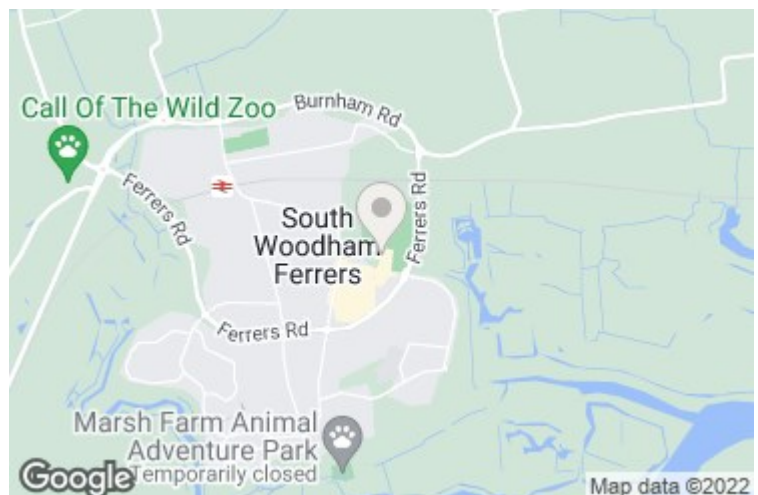 Burnham Rd
Call Of The Wild Zoo
Ferrers Rd
Ferrers Rd
South
Woodham
Ferrers
Ferrers Rd
Marsh Farm Animal
Adventure Park
Temporarily closed
Google
Map data ©2022